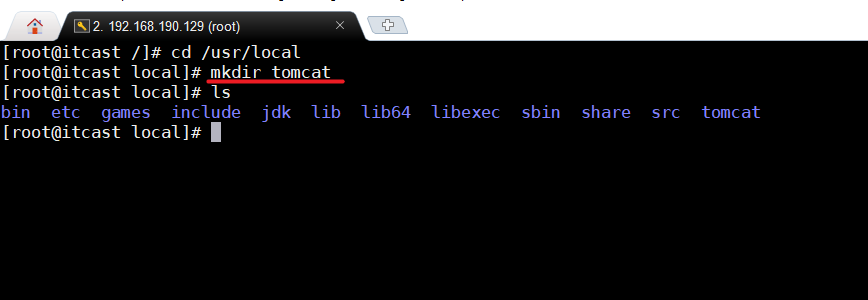 2. 192.168.190.129 (root)
[root@itcast /]# cd /usr/local
[root@itcast local]# mkdir tomcat
[root@itcast local]# ls
bin  etc  games  include  jdk  lib  lib64  libexec  sbin  share  src  tomcat
[root@itcast local]#